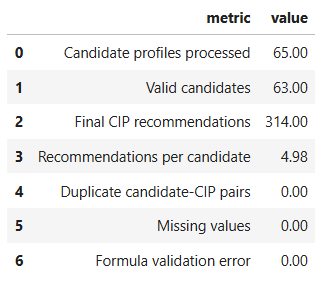 metric value
0 Candidate profiles processed 65.00
1 Valid candidates 63.00
2 Final CIP recommendations 314.00
3 Recommendations per candidate 4.98
4 Duplicate candidate-CIP pairs 0.00
5 Missing values 0.00
6 Formula validation error 0.00